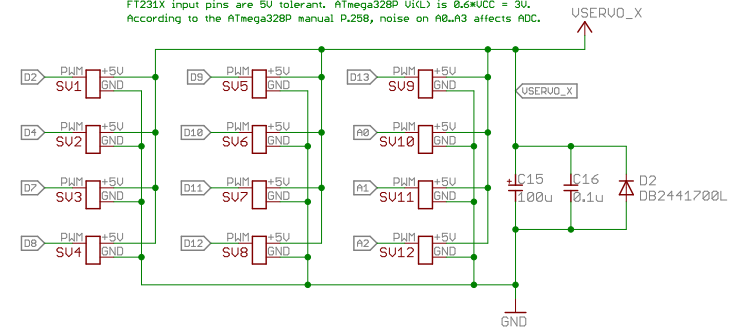 FT231X input pins are 5V tolerant. ATmega328P Vi(L) is 0.6*VCC = 3V.
According to the ATmega328P manual P.258, noise on A0..A3 affects ADC.
VSERVO_X
D2 PWM +5V D9 PWM +5V D13 PWM +5V
GND GND GND
SV1 SV5 SV9
VSERVO_X
D4 PWM +5V D10 PWM +5V A0 PWM +5V
GND GND GND
SV2 SV6 SV10
D7 PWM +5V D11 PWM +5V A1 PWM +5V C15 C16 D2
GND GND GND 100u 0.1u DB2441700L
SV3 SV7 SV11
D8 PWM +5V D12 PWM +5V A2 PWM +5V
GND GND GND
SV4 SV8 SV12
GND